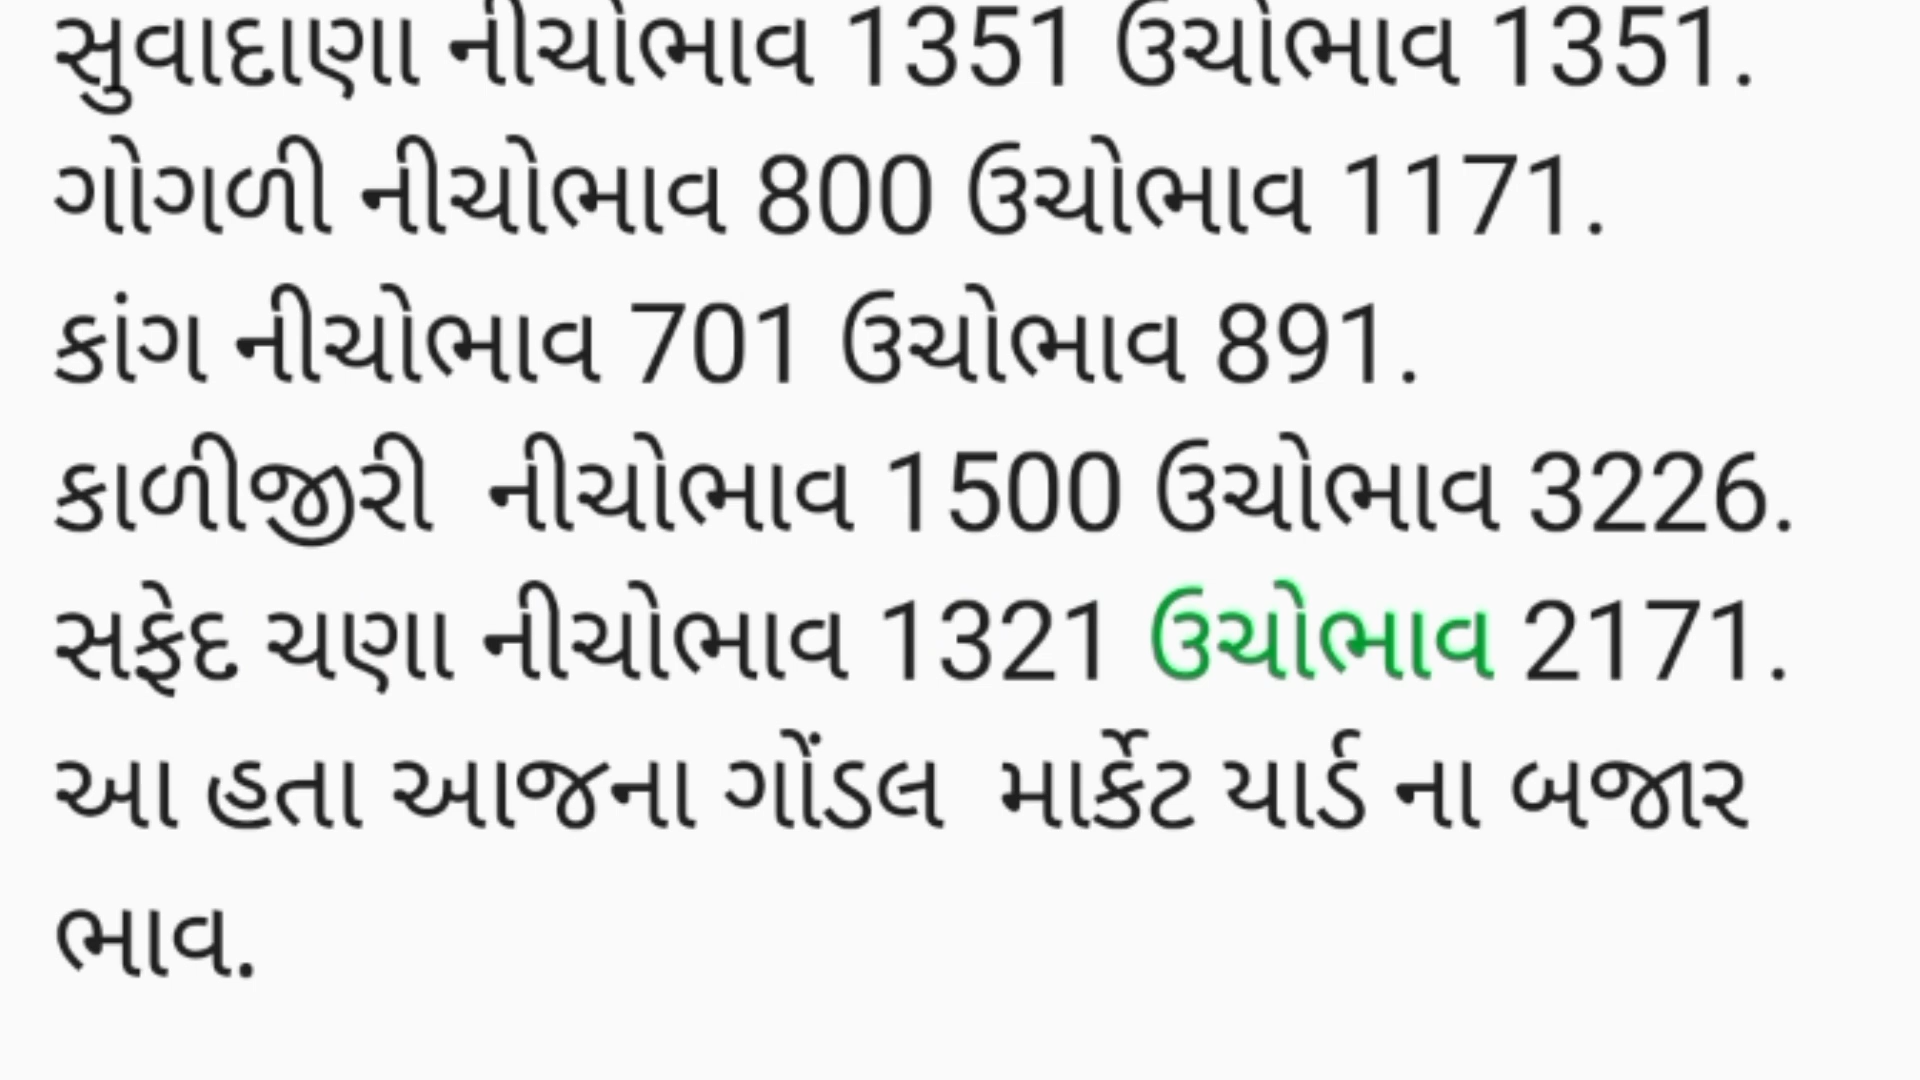 સુવાદાણા નીચોભાવ 1351 ઉચોભાવ 1351.
ગોગળી નીચોભાવ 800 ઉચોભાવ 1171.
કાંગ નીચોભાવ 701 ઉચોભાવ 891.
કાળીજીરી  નીચોભાવ 1500 ઉચોભાવ 3226.
સફેદ ચણા નીચોભાવ 1321 ઉચોભાવ 2171.
આ હતા આજના ગોંડલ  માર્કેટ યાર્ડ ના બજાર
ભાવ.